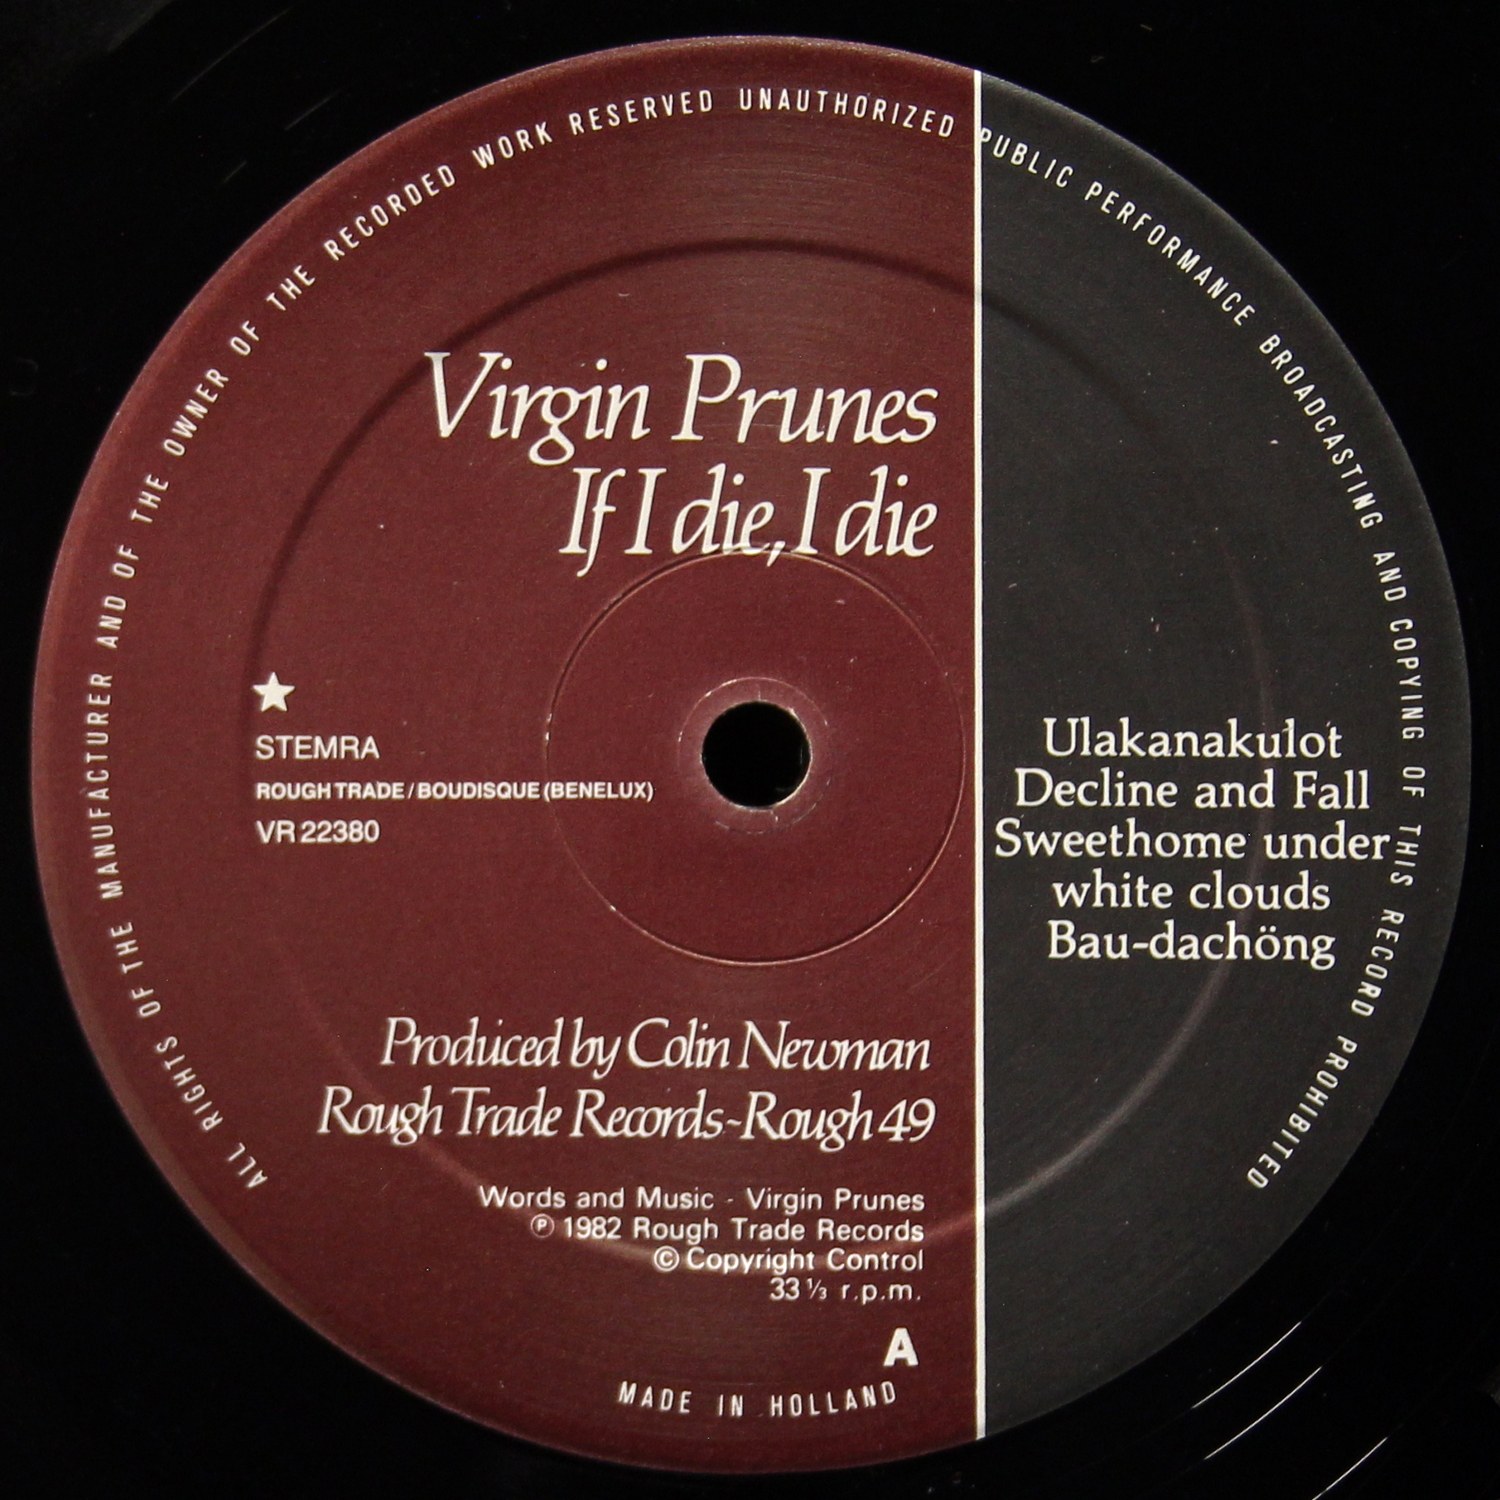 ALL RIGHTS OF THE MANUFACTURER AND OF THE OWNER OF THE RECORDED WORK RESERVED UNAUTHORIZED PUBLIC PERFORMANCE BROADCASTING AND COPYING OF THIS RECORD PROHIBITED
Virgin Prunes
If I die, I die
STEMRA
ROUGH TRADE / BOUDISQUE (BENELUX)
VR 22380
Ulakanakulot
Decline and Fall
Sweethome under
white clouds
Bau-dachöng
Produced by Colin Newman
Rough Trade Records-Rough 49
Words and Music - Virgin Prunes
℗ 1982 Rough Trade Records
© Copyright Control
33 ⅓ r.p.m.
A
MADE IN HOLLAND